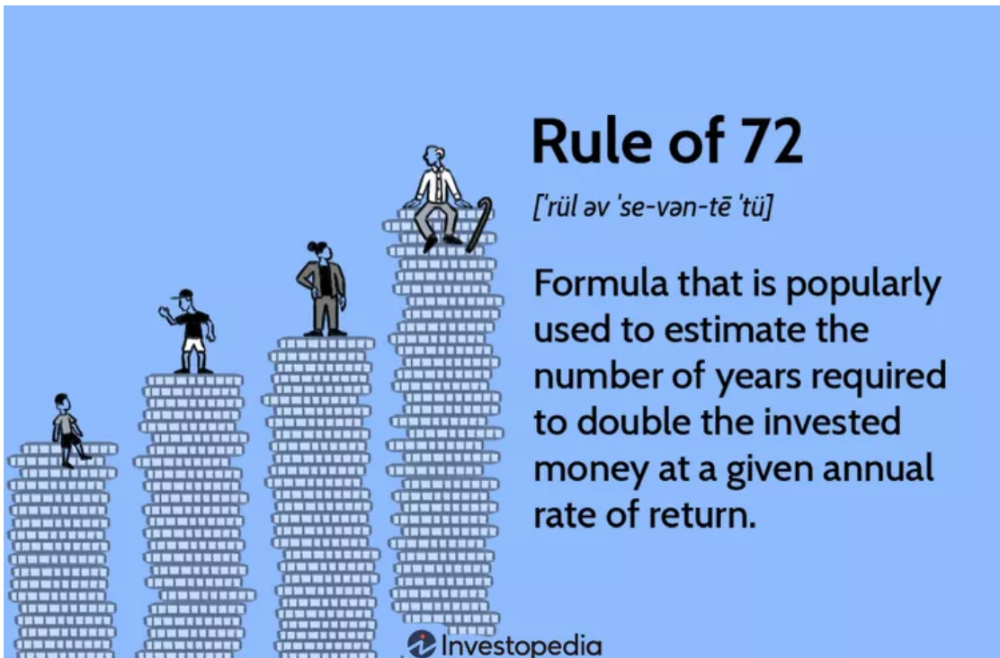 Rule of 72
['rül əv 'se-vən-tē 'tü]
Formula that is popularly
used to estimate the
number of years required
to double the invested
money at a given annual
rate of return.
Investopedia